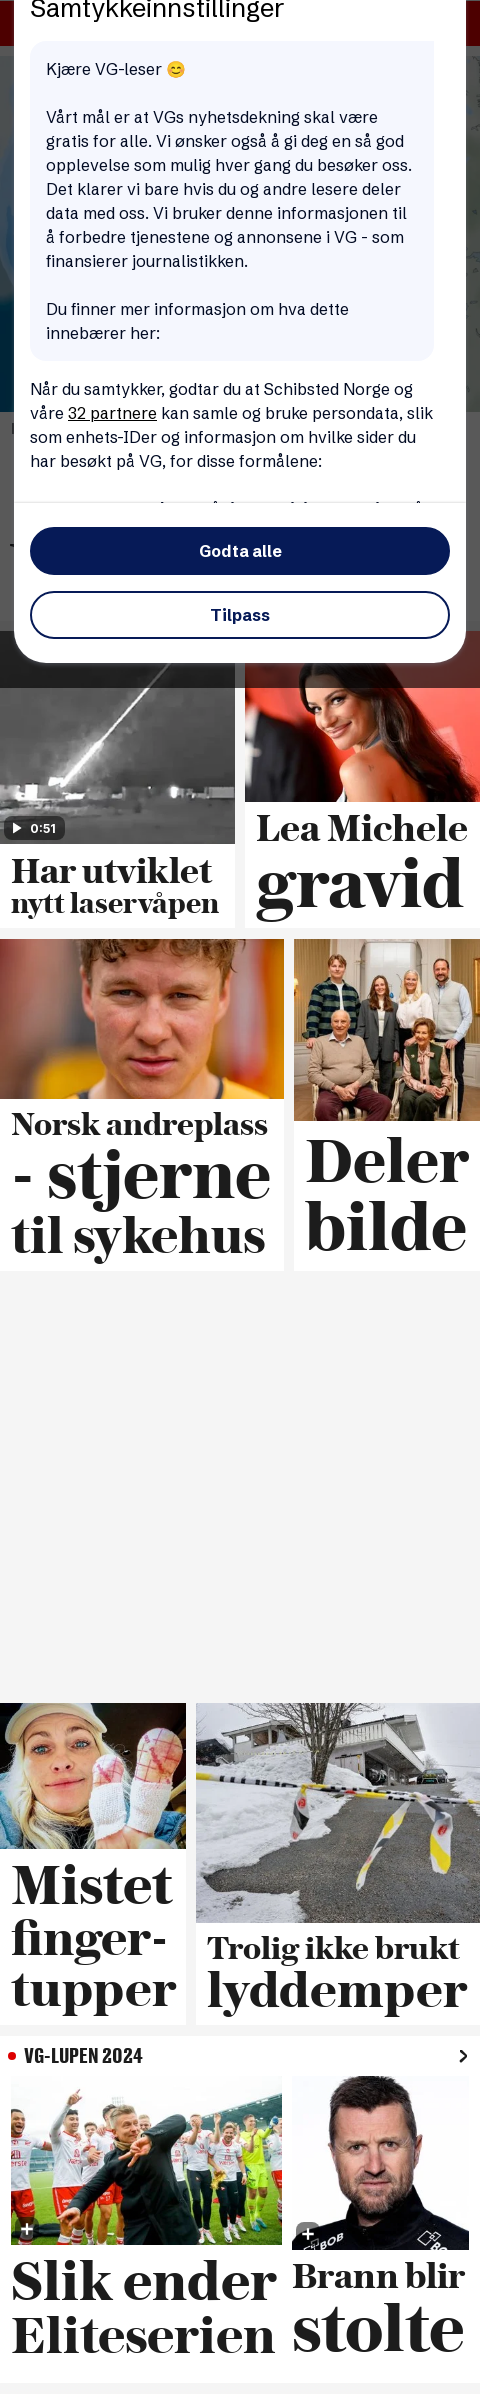 Samtykkeinnstillinger
Kjære VG-leser 😊
Vårt mål er at VGs nyhetsdekning skal være
gratis for alle. Vi ønsker også å gi deg en så god
opplevelse som mulig hver gang du besøker oss.
Det klarer vi bare hvis du og andre lesere deler
data med oss. Vi bruker denne informasjonen til
å forbedre tjenestene og annonsene i VG - som
finansierer journalistikken.
Du finner mer informasjon om hva dette
innebærer her:
Når du samtykker, godtar du at Schibsted Norge og
våre 32 partnere kan samle og bruke persondata, slik
som enhets-IDer og informasjon om hvilke sider du
har besøkt på VG, for disse formålene:
Godta alle
Tilpass
0:51
Har utviklet
nytt laservåpen
Lea Michele
gravid
Norsk andreplass
- stjerne
til sykehus
Deler
bilde
Mistet
finger-
tupper
Trolig ikke brukt
lyddemper
VG-LUPEN 2024
Slik ender
Eliteserien
BOB
Brann blir
stolte